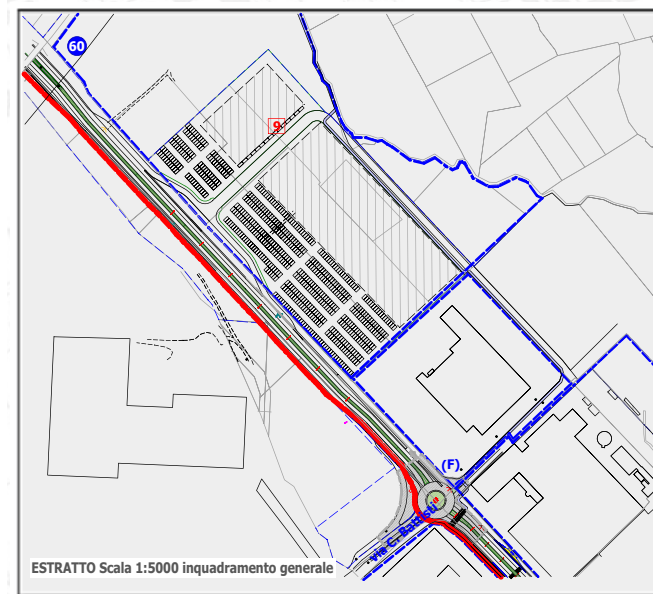 60
9
(F)
via C. Battisti
ESTRATTO Scala 1:5000 inquadramento generale